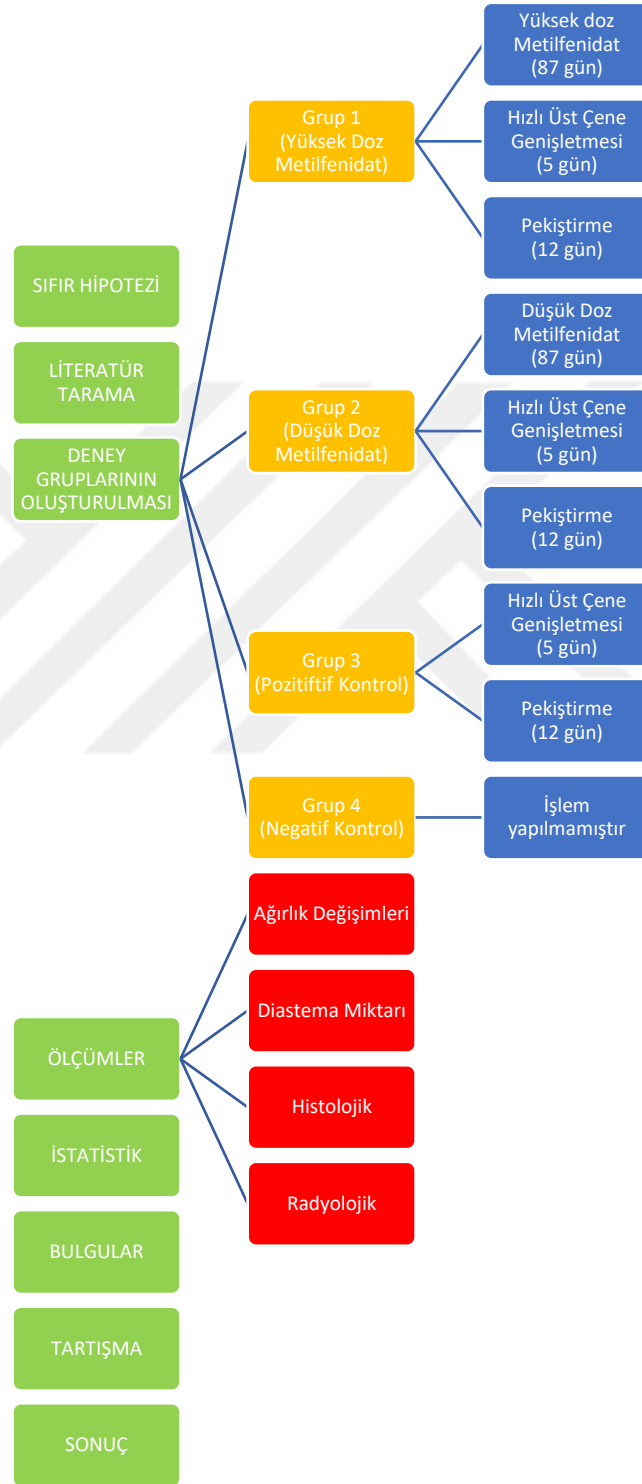 SIFIR HİPOTEZİ
LİTERATÜR
TARAMA
DENEY
GRUPLARININ
OLUŞTURULMASI
Grup 1
(Yüksek Doz
Metilfenidat)
Yüksek doz
Metilfenidat
(87 gün)
Hızlı Üst Çene
Genişletmesi
(5 gün)
Pekiştirme
(12 gün)
Grup 2
(Düşük Doz
Metilfenidat)
Düşük Doz
Metilfenidat
(87 gün)
Hızlı Üst Çene
Genişletmesi
(5 gün)
Pekiştirme
(12 gün)
Grup 3
(Pozitiftif Kontrol)
Hızlı Üst Çene
Genişletmesi
(5 gün)
Pekiştirme
(12 gün)
Grup 4
(Negatif Kontrol)
İşlem
yapılmamıştır
ÖLÇÜMLER
Ağırlık Değişimleri
Diastema Miktarı
Histolojik
Radyolojik
İSTATİSTİK
BULGULAR
TARTIŞMA
SONUÇ